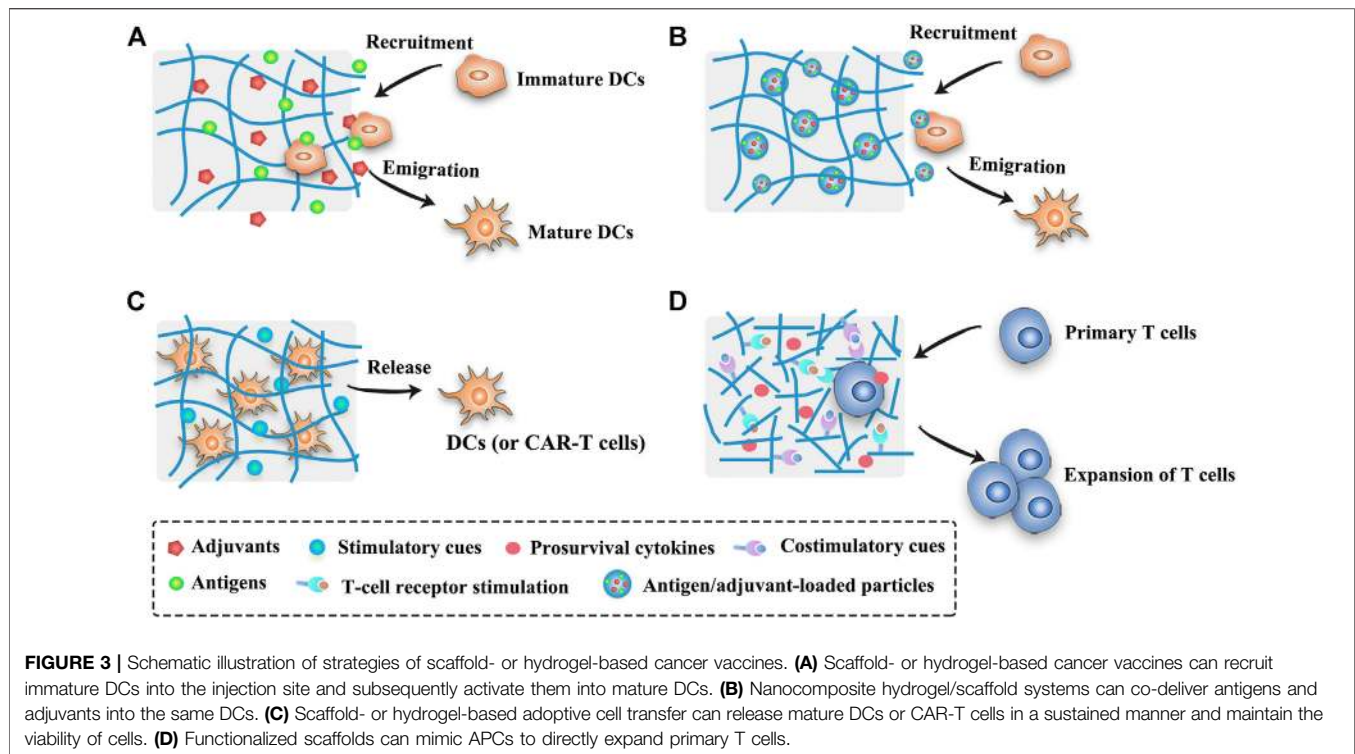 A
Recruitment
Immature DCs
Emigration
Mature DCs
B
Recruitment
Emigration
C
Release
DCs (or CAR-T cells)
D
Primary T cells
Expansion of T cells
Adjuvants
Stimulatory cues
Prosurvival cytokines
Costimulatory cues
Antigens
T-cell receptor stimulation
Antigen/adjuvant-loaded particles
FIGURE 3 | Schematic illustration of strategies of scaffold- or hydrogel-based cancer vaccines. (A) Scaffold- or hydrogel-based cancer vaccines can recruit
immature DCs into the injection site and subsequently activate them into mature DCs. (B) Nanocomposite hydrogel/scaffold systems can co-deliver antigens and
adjuvants into the same DCs. (C) Scaffold- or hydrogel-based adoptive cell transfer can release mature DCs or CAR-T cells in a sustained manner and maintain the
viability of cells. (D) Functionalized scaffolds can mimic APCs to directly expand primary T cells.